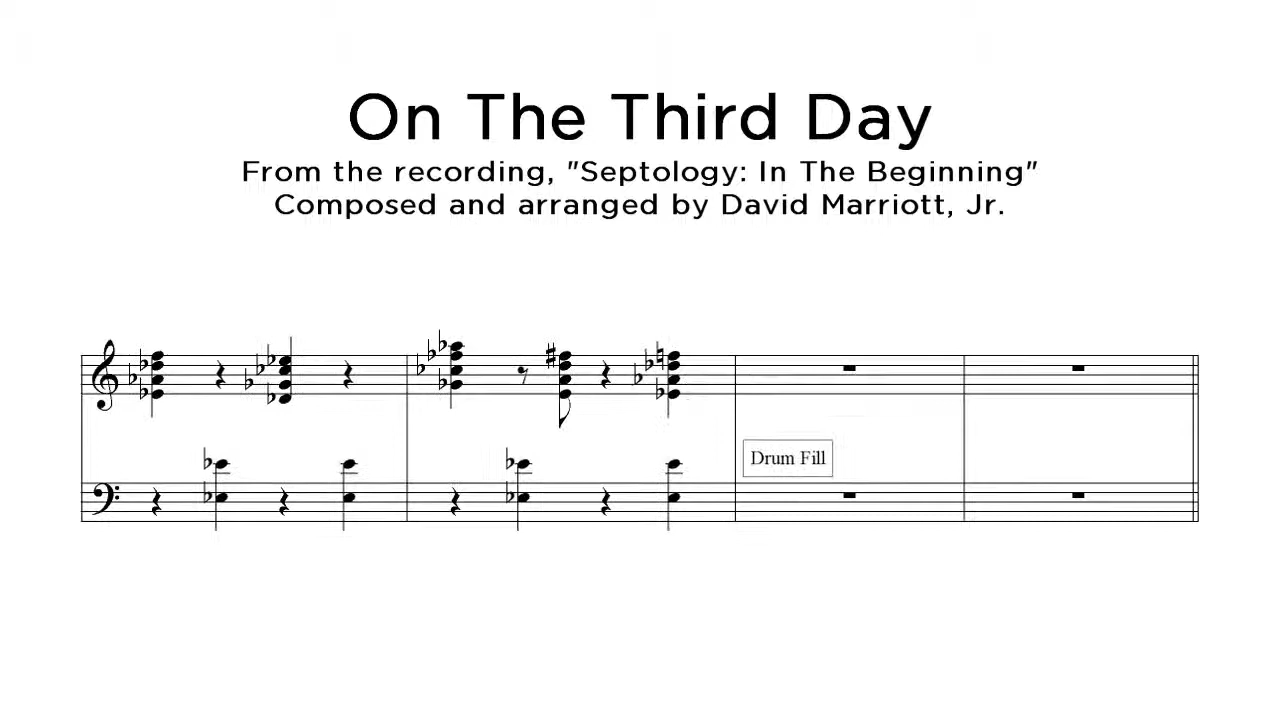 On The Third Day
From the recording, "Septology: In The Beginning"
Composed and arranged by David Marriott, Jr.
Drum Fill